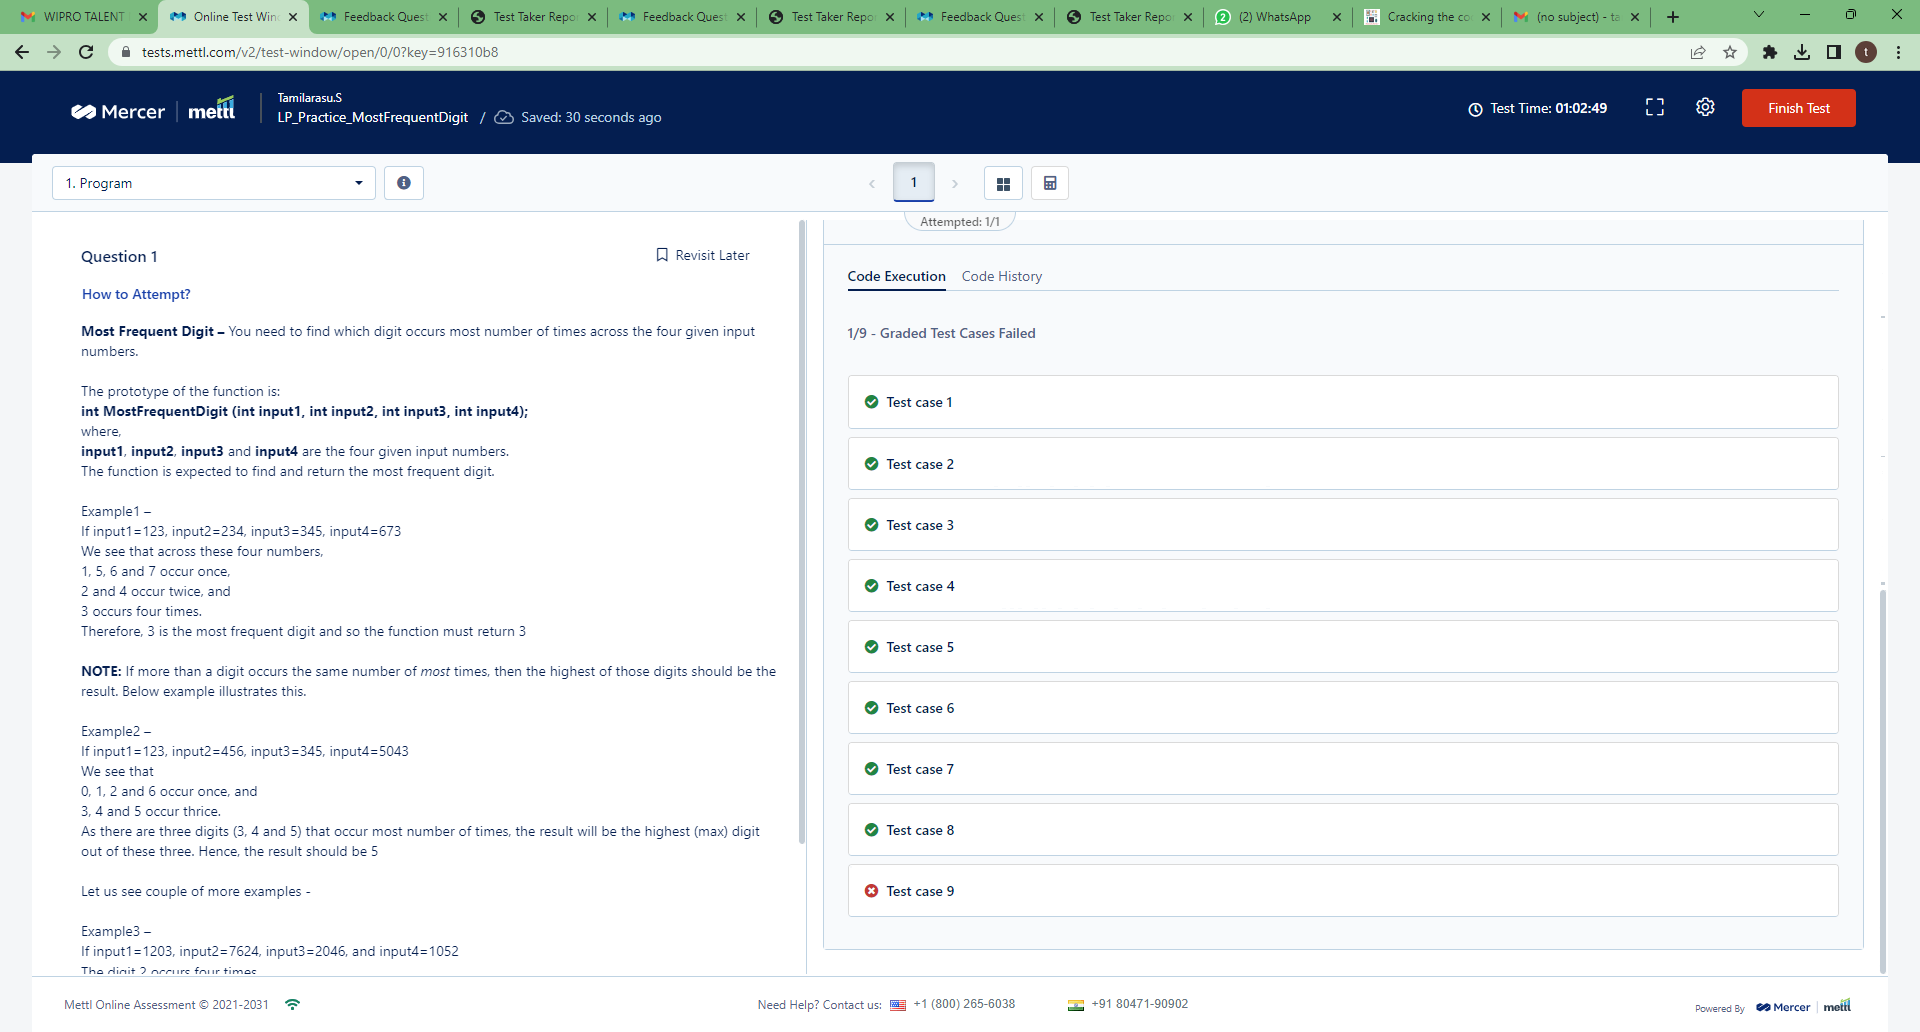 WIPRO TALENT
Online Test Win
Feedback Quest
Test Taker Repo
Feedback Quest
Test Taker Repo
Feedback Quest
Test Taker Repo
(2) WhatsApp
Cracking the co
(no subject) - ta
tests.mettl.com/v2/test-window/open/0/0?key=916310b8
t
Mercer | mettl
Tamilarasu.S
LP_Practice_MostFrequentDigit / Saved: 30 seconds ago
Test Time: 01:02:49
Finish Test
1. Program
1
Attempted: 1/1
Question 1
Revisit Later
How to Attempt?
Most Frequent Digit – You need to find which digit occurs most number of times across the four given input
numbers.
The prototype of the function is:
int MostFrequentDigit (int input1, int input2, int input3, int input4);
where,
input1, input2, input3 and input4 are the four given input numbers.
The function is expected to find and return the most frequent digit.
Example1 –
If input1=123, input2=234, input3=345, input4=673
We see that across these four numbers,
1, 5, 6 and 7 occur once,
2 and 4 occur twice, and
3 occurs four times.
Therefore, 3 is the most frequent digit and so the function must return 3
NOTE: If more than a digit occurs the same number of most times, then the highest of those digits should be the
result. Below example illustrates this.
Example2 –
If input1=123, input2=456, input3=345, input4=5043
We see that
0, 1, 2 and 6 occur once, and
3, 4 and 5 occur thrice.
As there are three digits (3, 4 and 5) that occur most number of times, the result will be the highest (max) digit
out of these three. Hence, the result should be 5
Let us see couple of more examples -
Example3 –
If input1=1203, input2=7624, input3=2046, and input4=1052
The digit 2 occurs four times
Code Execution
Code History
1/9 - Graded Test Cases Failed
Test case 1
Test case 2
Test case 3
Test case 4
Test case 5
Test case 6
Test case 7
Test case 8
Test case 9
Mettl Online Assessment © 2021-2031
Need Help? Contact us: +1 (800) 265-6038
+91 80471-90902
Powered By Mercer | mettl